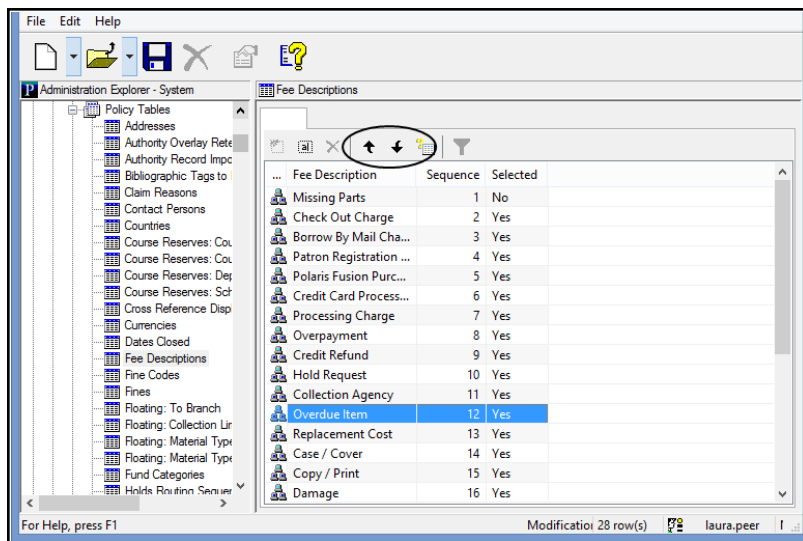 File Edit Help
Administration Explorer - System
Fee Descriptions
Policy Tables
Addresses
Authority Overlay Rete
Authority Record Impc
Bibliographic Tags to
Claim Reasons
Contact Persons
Countries
Course Reserves: Cou
Course Reserves: Cou
Course Reserves: Dep
Course Reserves: Sch
Cross Reference Disp
Currencies
Dates Closed
Fee Descriptions
Fine Codes
Fines
Floating: To Branch
Floating: Collection Lin
Floating: Material Type
Floating: Material Type
Fund Categories
Holds Routing Sequer
... Fee Description Sequence Selected
Missing Parts 1 No
Check Out Charge 2 Yes
Borrow By Mail Cha... 3 Yes
Patron Registration ... 4 Yes
Polaris Fusion Purc... 5 Yes
Credit Card Process... 6 Yes
Processing Charge 7 Yes
Overpayment 8 Yes
Credit Refund 9 Yes
Hold Request 10 Yes
Collection Agency 11 Yes
Overdue Item 12 Yes
Replacement Cost 13 Yes
Case / Cover 14 Yes
Copy / Print 15 Yes
Damage 16 Yes
For Help, press F1
Modificatior 28 row(s) laura.peer